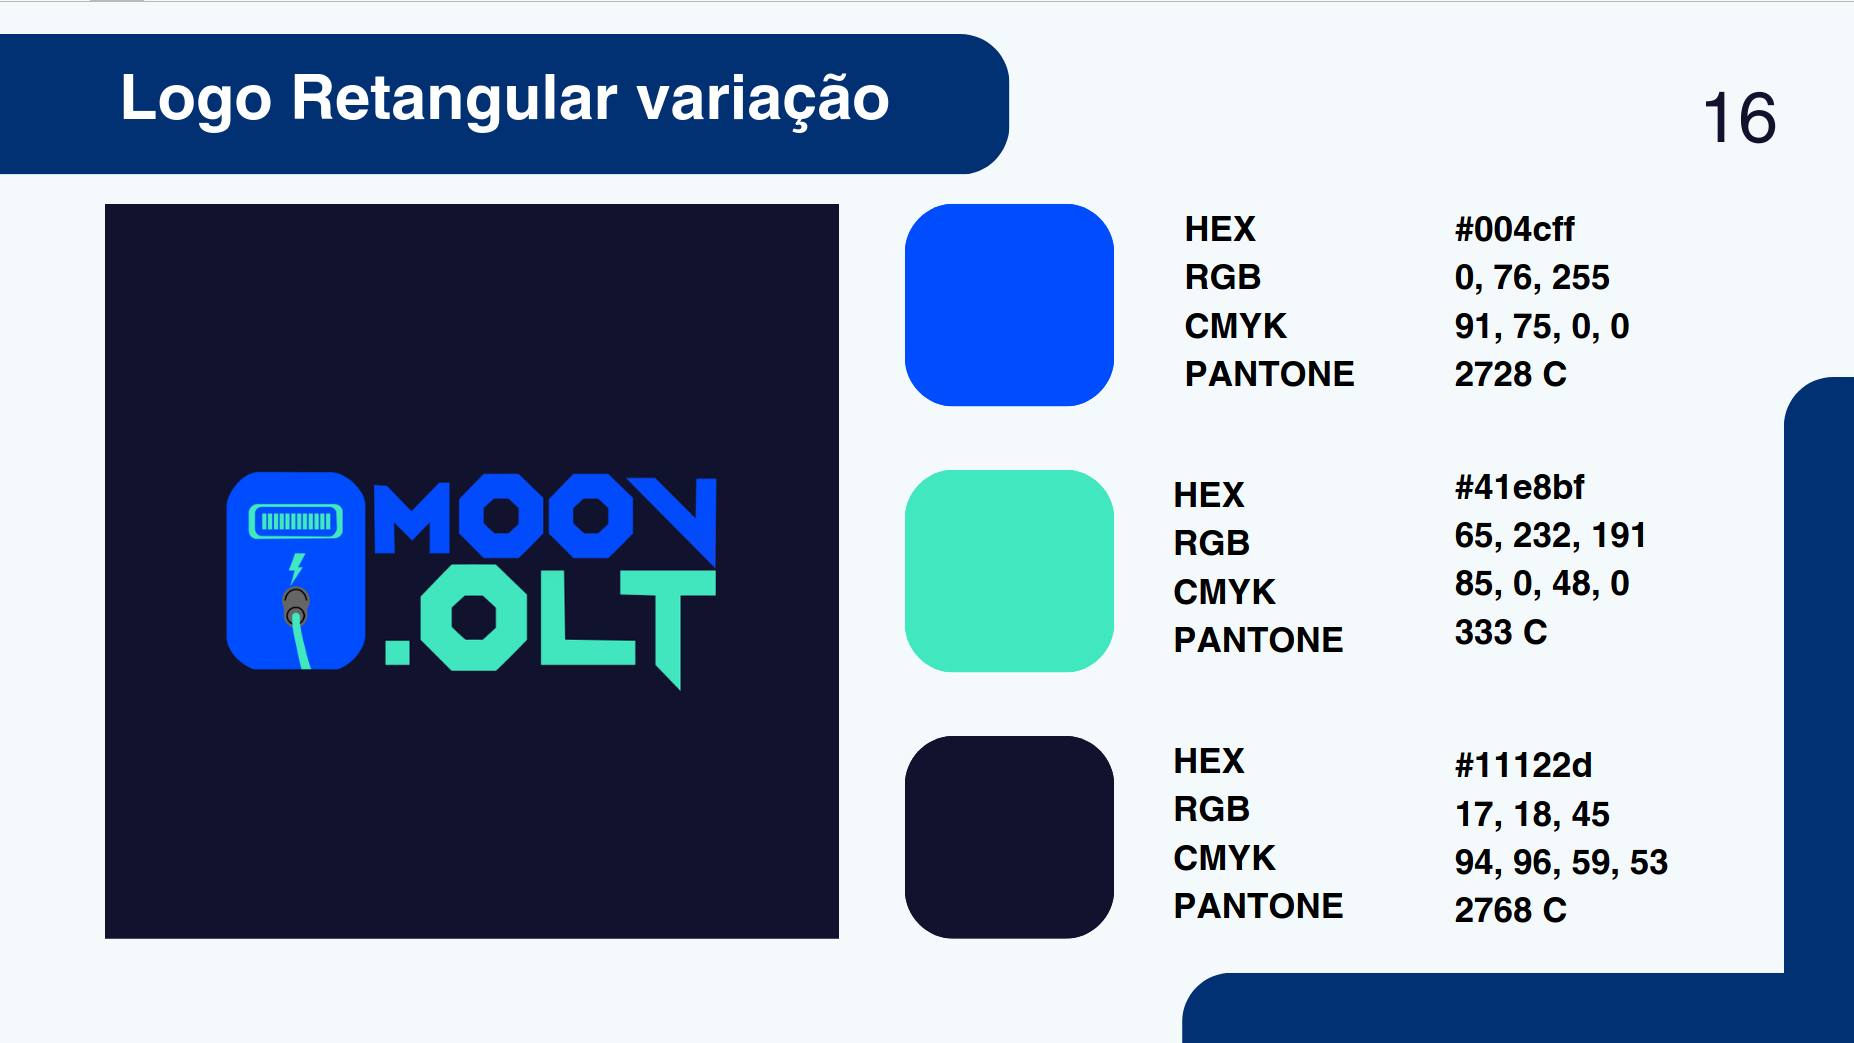 Logo Retangular variação
16
MOON
.OLT
HEX #004cff
RGB 0, 76, 255
CMYK 91, 75, 0, 0
PANTONE 2728 C
HEX #41e8bf
RGB 65, 232, 191
CMYK 85, 0, 48, 0
PANTONE 333 C
HEX #11122d
RGB 17, 18, 45
CMYK 94, 96, 59, 53
PANTONE 2768 C